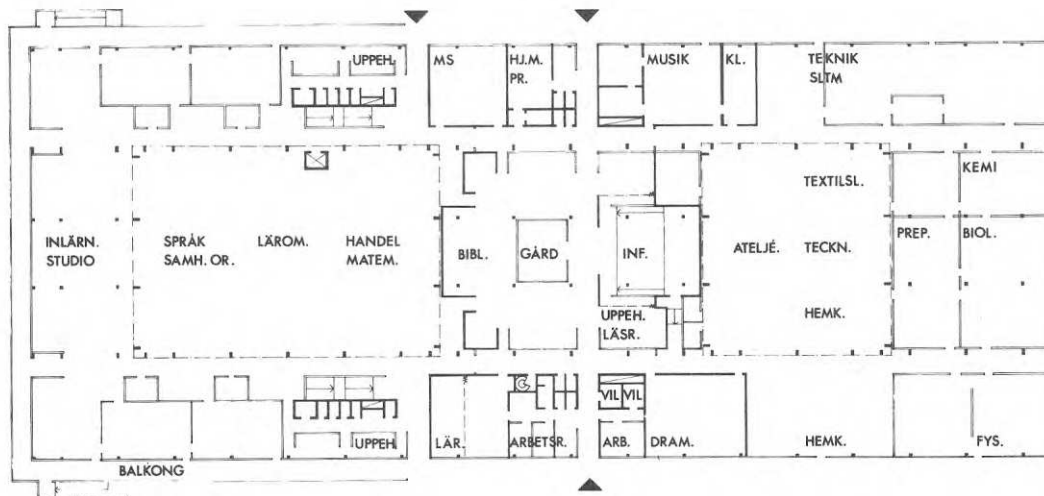 UPPEH.
MS
HJ.M.
PR.
MUSIK
KL.
TEKNIK
SLTM
TEXTILSL.
KEMI
INLÄRN.
STUDIO
SPRÅK
SAMH. OR.
LÄROM.
HANDEL
MATEM.
BIBL.
GÅRD
INF.
ATELJÉ.
TECKN.
PREP.
BIOL.
UPPEH.
LÄSR.
HEMK.
VIL
VIL
UPPEH.
LÄR.
ARBETSR.
ARB.
DRAM.
HEMK.
FYS.
BALKONG